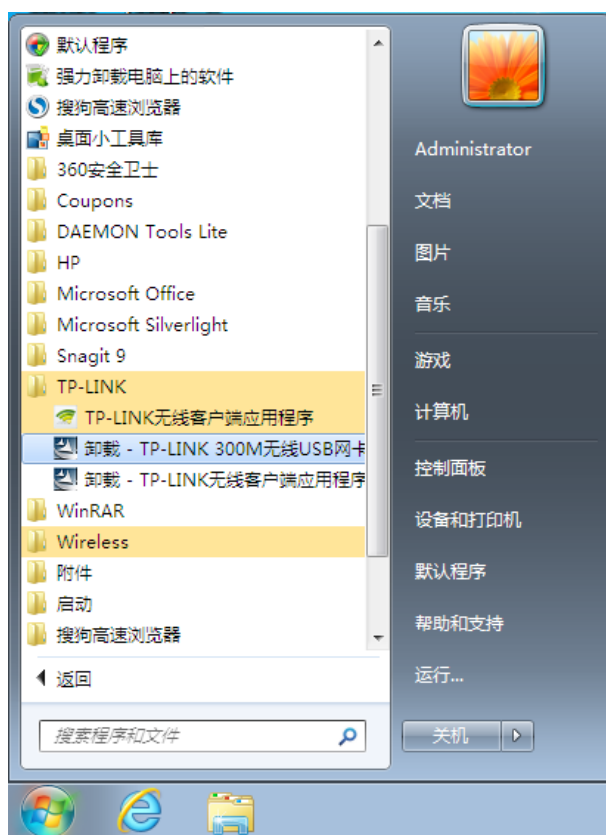 默认程序
强力卸载电脑上的软件
搜狗高速浏览器
桌面小工具库
360安全卫士
Coupons
DAEMON Tools Lite
HP
Microsoft Office
Microsoft Silverlight
Snagit 9
TP-LINK
TP-LINK无线客户端应用程序
卸载 - TP-LINK 300M无线USB网卡
卸载 - TP-LINK无线客户端应用程序
WinRAR
Wireless
附件
启动
搜狗高速浏览器
返回
搜索程序和文件
Administrator
文档
图片
音乐
游戏
计算机
控制面板
设备和打印机
默认程序
帮助和支持
运行...
关机